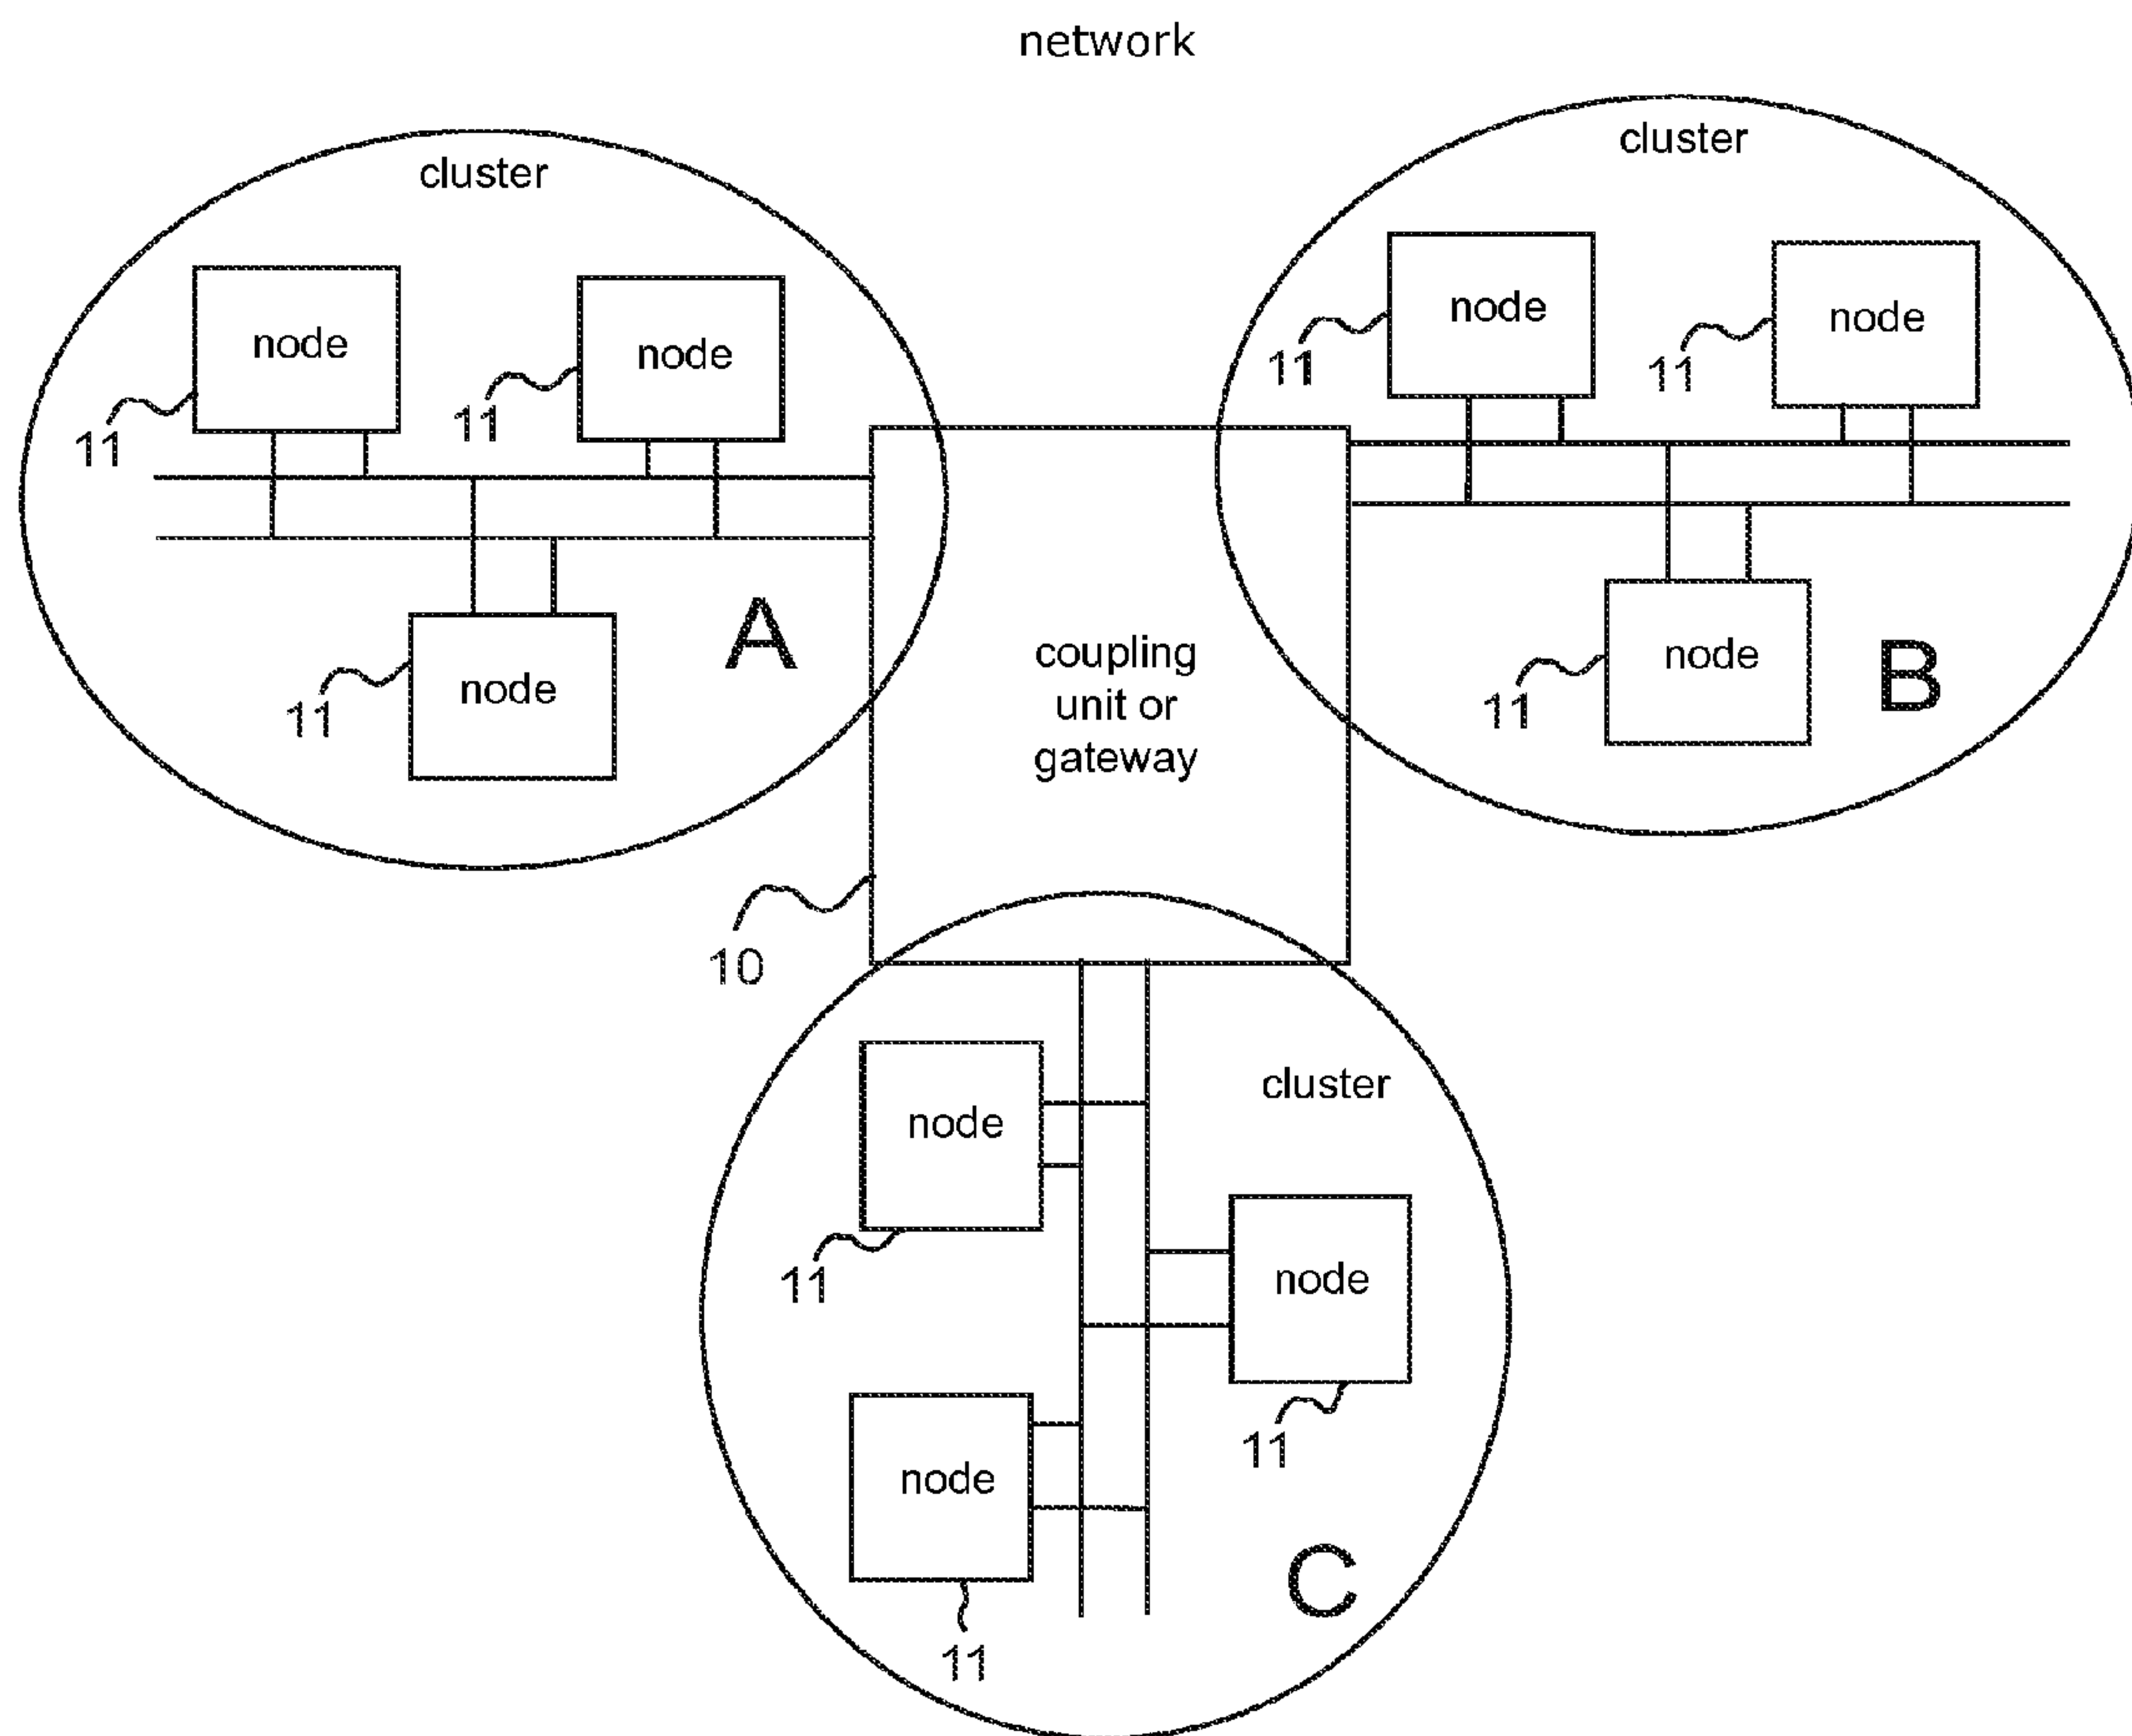 network
cluster
node
11
node
11
node
11
A
cluster
node
11
node
11
node
11
B
coupling
unit or
gateway
10
cluster
node
11
node
11
node
11
C